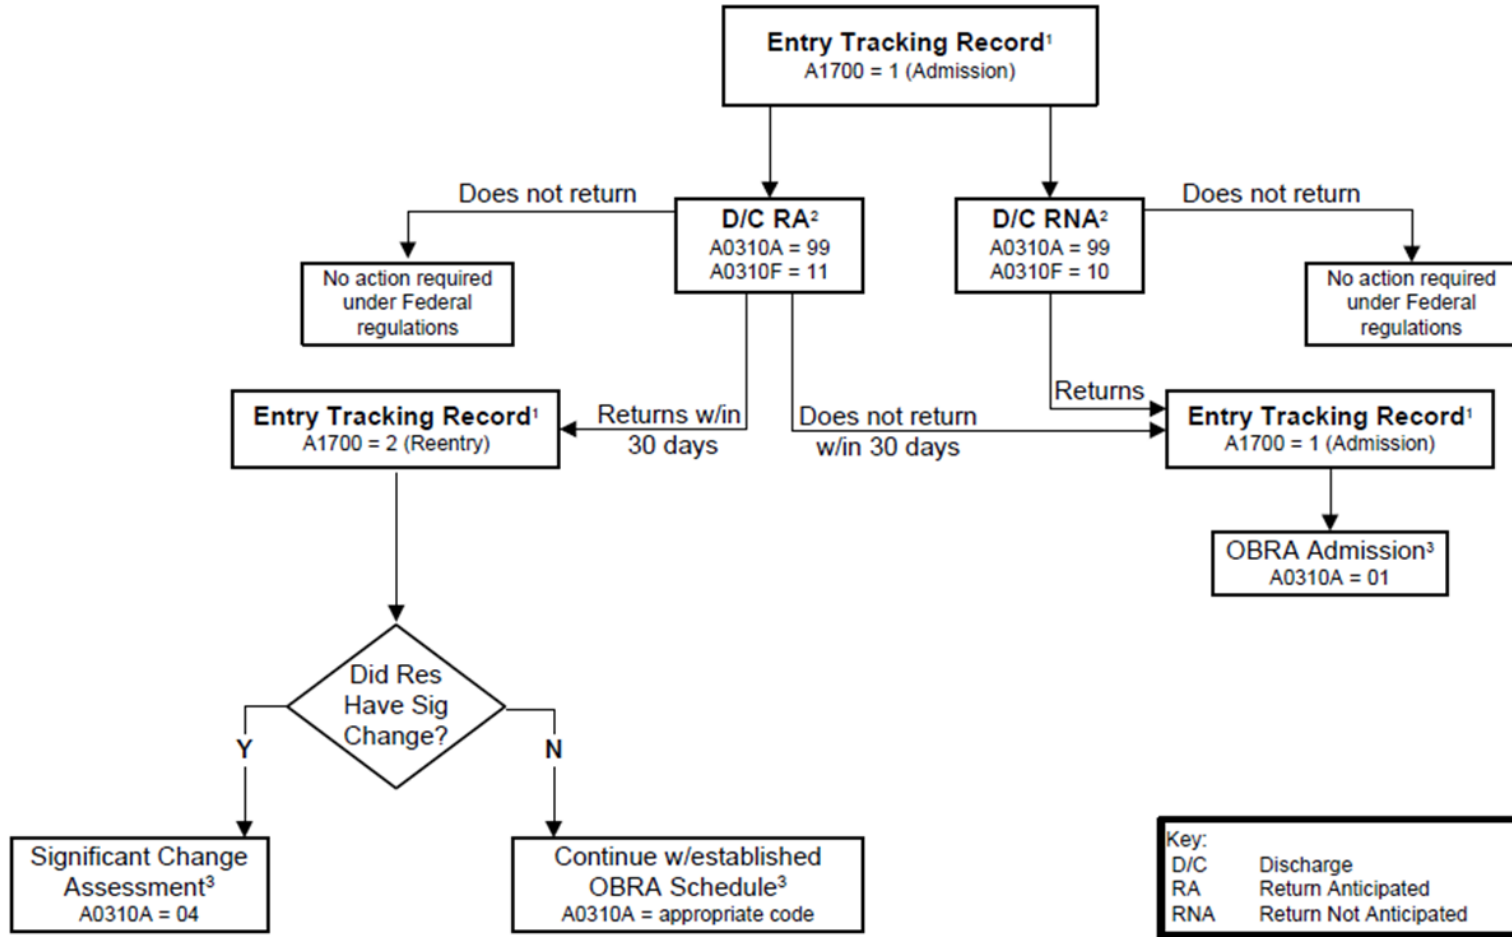 Entry Tracking Record¹
A1700 = 1 (Admission)
Does not return
D/C RA²
A0310A = 99
A0310F = 11
D/C RNA²
A0310A = 99
A0310F = 10
Does not return
No action required
under Federal
regulations
No action required
under Federal
regulations
Entry Tracking Record¹
A1700 = 2 (Reentry)
Returns w/in
30 days
Does not return
w/in 30 days
Returns
Entry Tracking Record¹
A1700 = 1 (Admission)
OBRA Admission³
A0310A = 01
Did Res
Have Sig
Change?
Y
N
Significant Change
Assessment³
A0310A = 04
Continue w/established
OBRA Schedule³
A0310A = appropriate code
Key:
D/C Discharge
RA Return Anticipated
RNA Return Not Anticipated